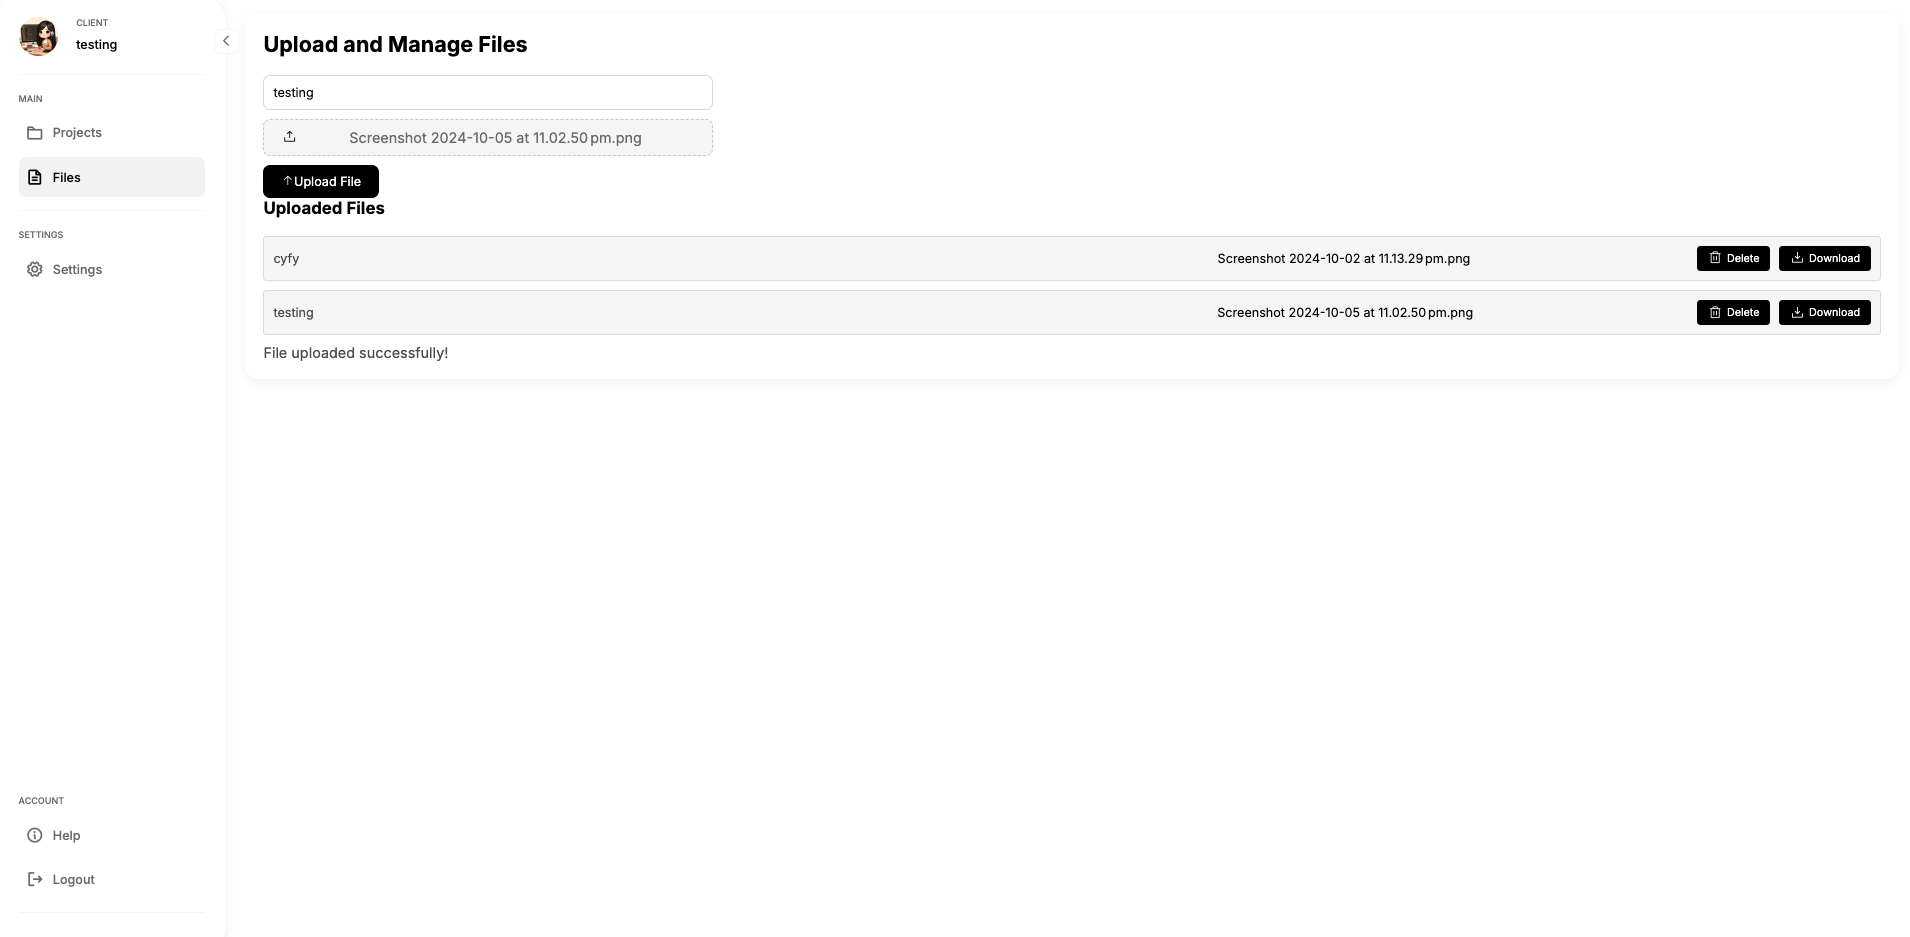 CLIENT
testing
MAIN
Projects
Files
SETTINGS
Settings
ACCOUNT
Help
Logout
Upload and Manage Files
testing
Screenshot 2024-10-05 at 11.02.50 pm.png
↑Upload File
Uploaded Files
cyfy Screenshot 2024-10-02 at 11.13.29 pm.png Delete Download
testing Screenshot 2024-10-05 at 11.02.50 pm.png Delete Download
File uploaded successfully!